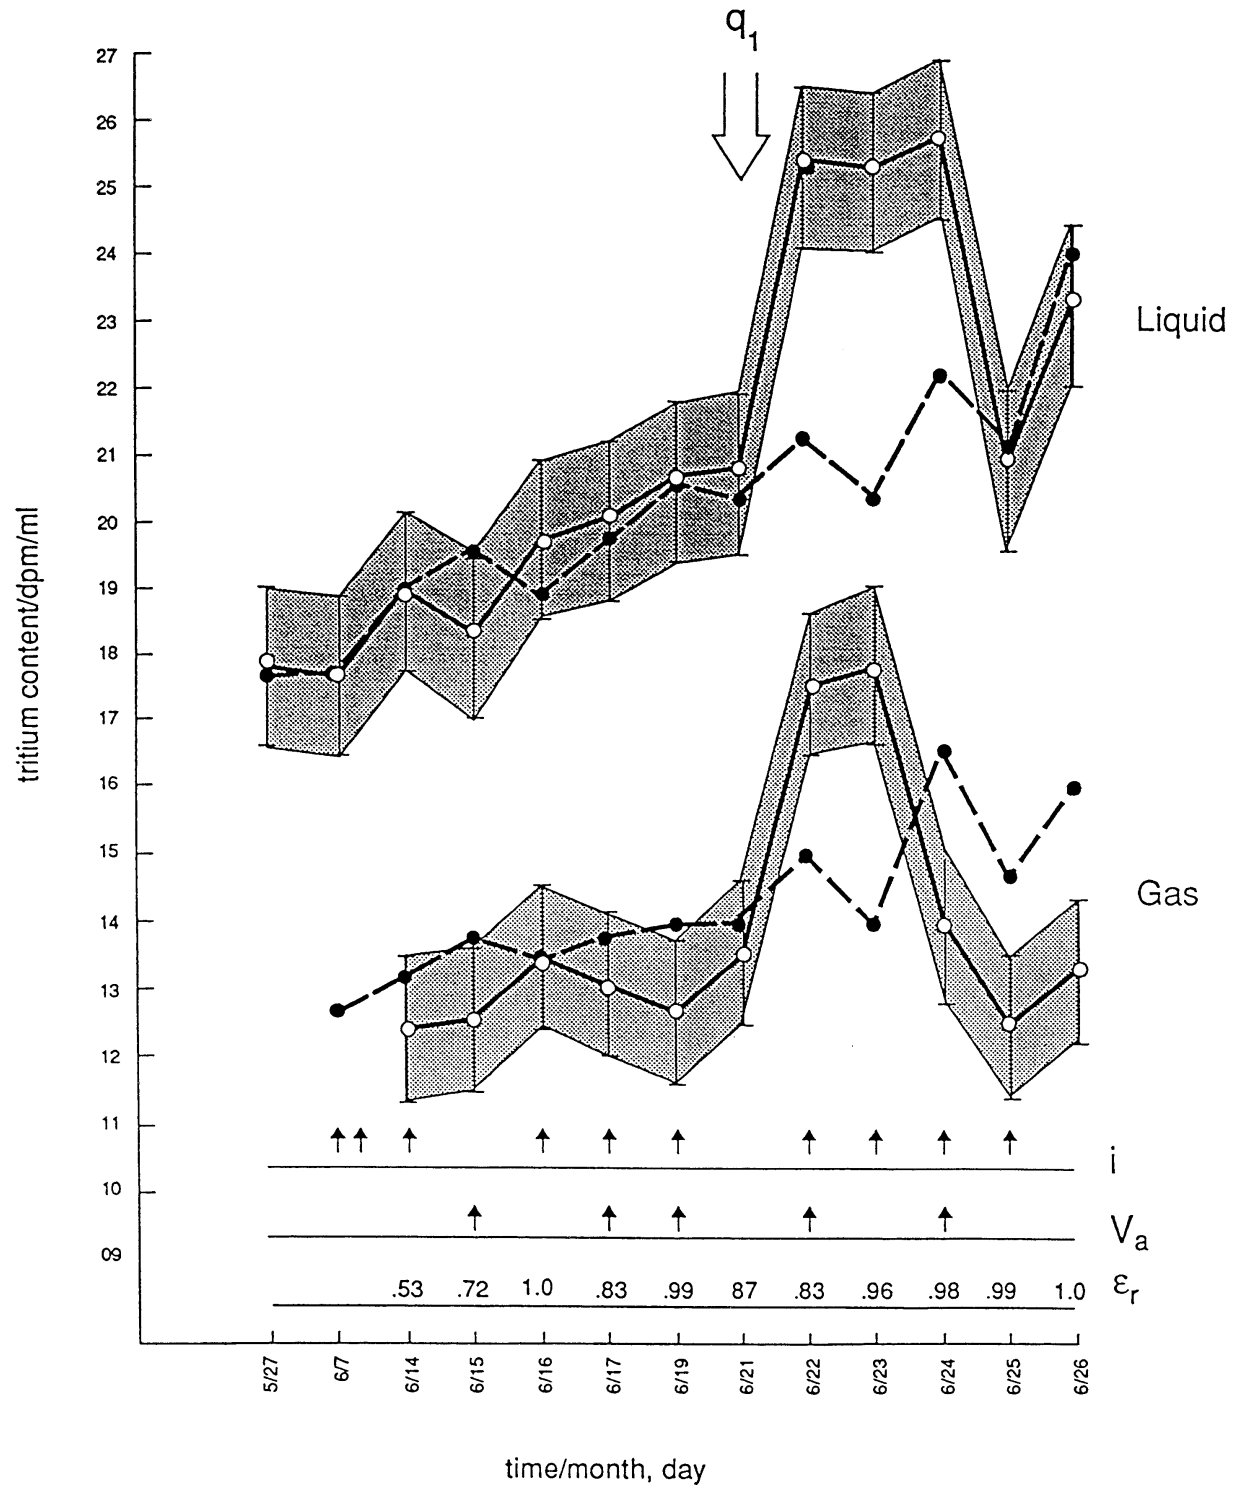 q1
27
26
25
24
23
22
21
20
19
18
17
16
15
14
13
12
11
10
09
tritium content/dpm/ml
Liquid
Gas
i
Va
.53 .72 1.0 .83 .99 87 .83 .96 .98 .99 1.0 εr
5/27 6/7 6/14 6/15 6/16 6/17 6/19 6/21 6/22 6/23 6/24 6/25 6/26
time/month, day